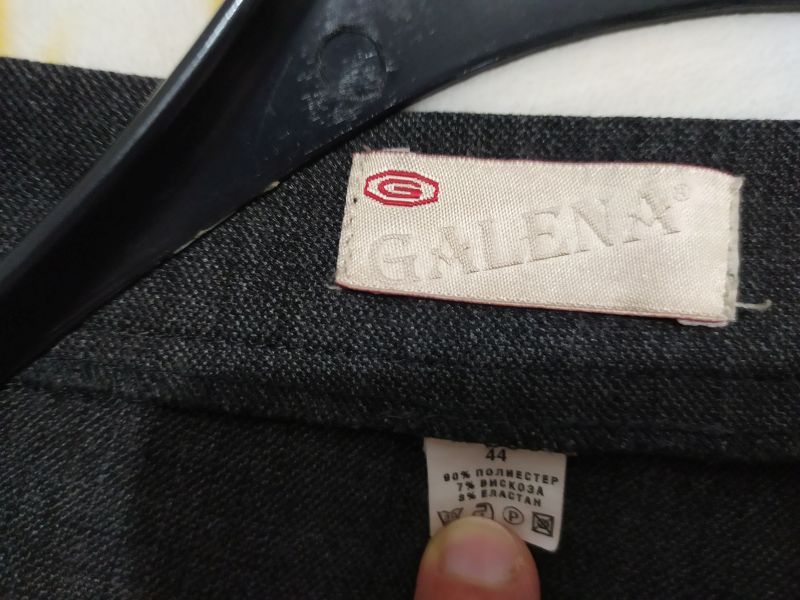 G
GALENA®
44
90% ПОЛИЕСТЕР
7% ВИСКОЗА
3% ЕЛАСТАН
P